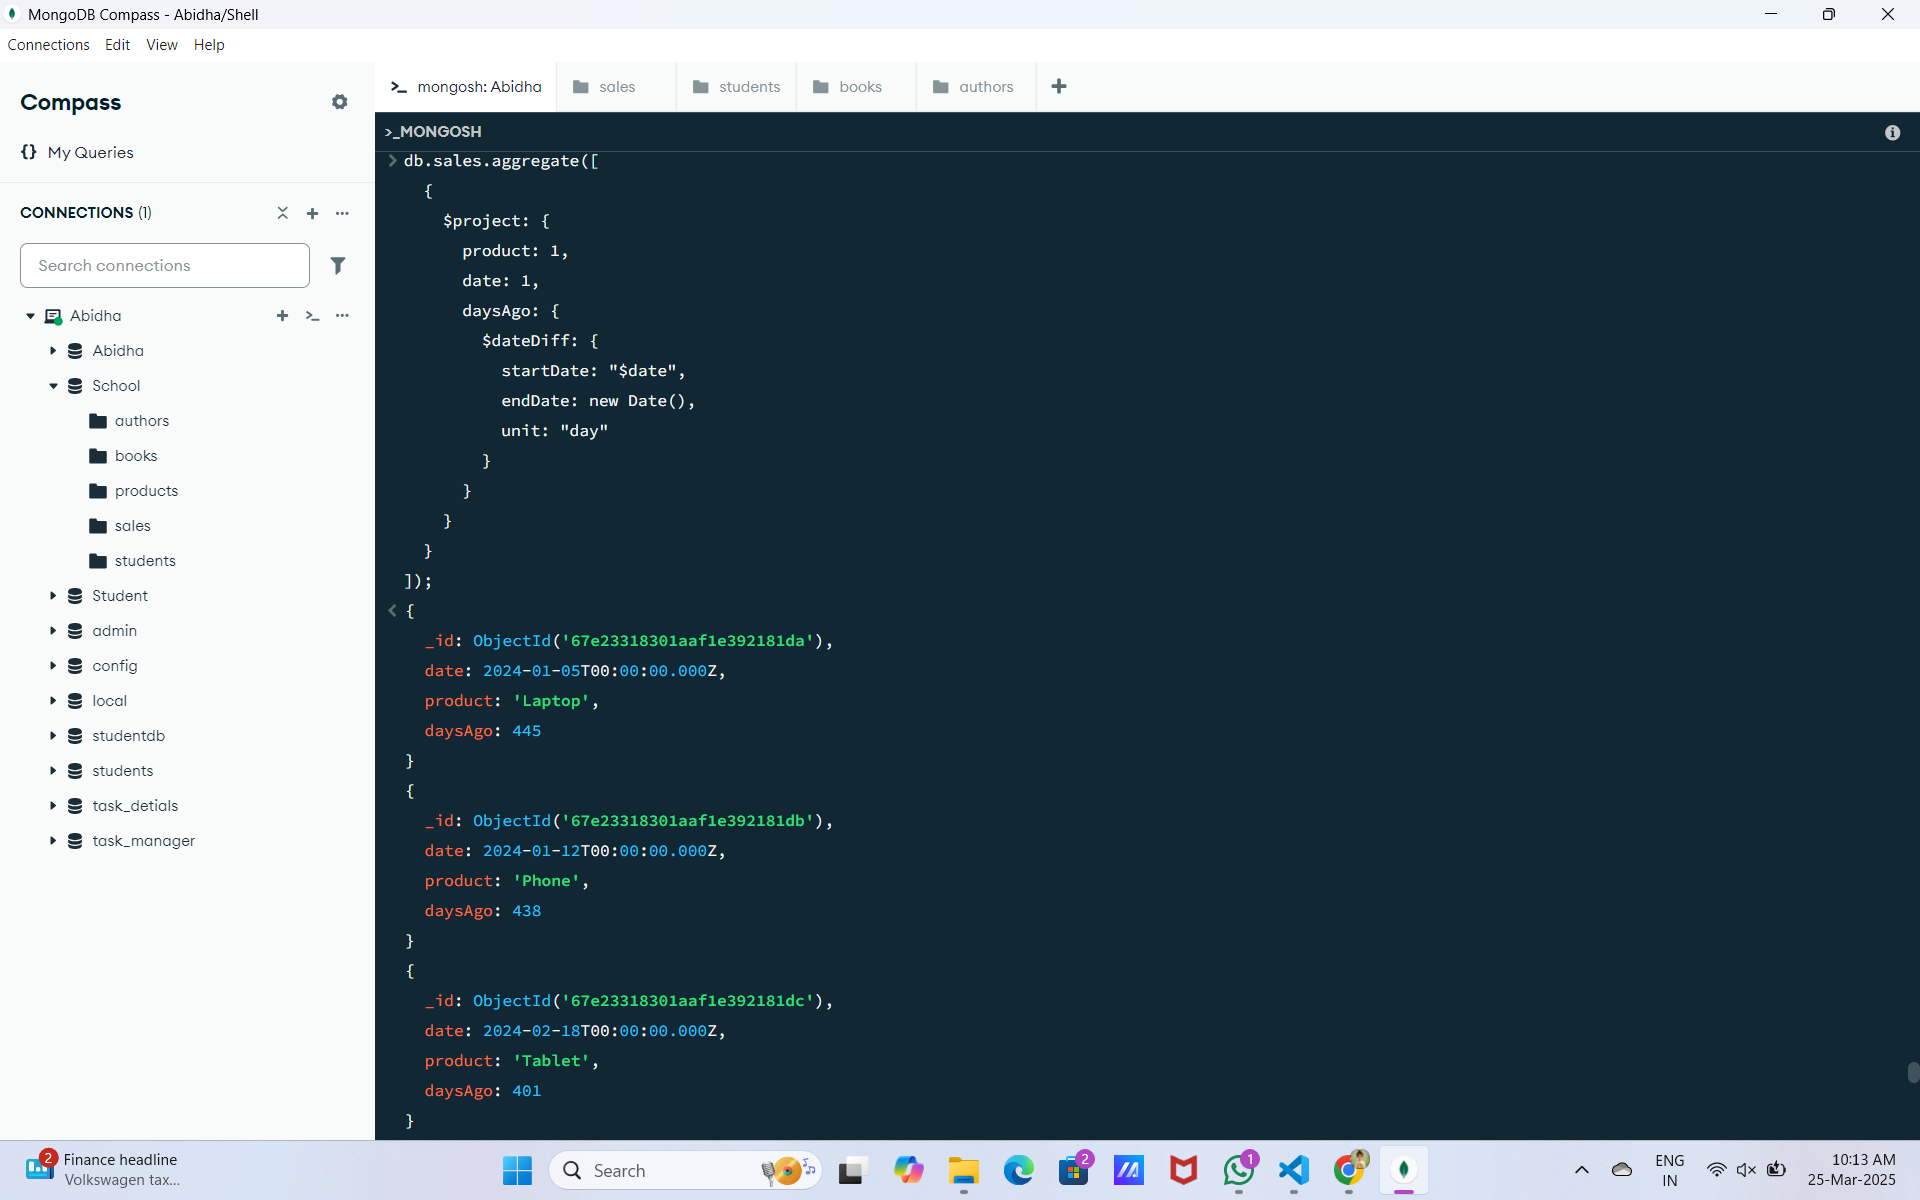 MongoDB Compass - Abidha/Shell
Connections Edit View Help
Compass
{} My Queries
CONNECTIONS (1)
Search connections
Abidha
Abidha
School
authors
books
products
sales
students
Student
admin
config
local
studentdb
students
task_detials
task_manager
>_ mongosh: Abidha
sales
students
books
authors
>_MONGOSH
> db.sales.aggregate([
{
$project: {
product: 1,
date: 1,
daysAgo: {
$dateDiff: {
startDate: "$date",
endDate: new Date(),
unit: "day"
}
}
}
}
]);
< {
_id: ObjectId('67e23318301aaf1e392181da'),
date: 2024-01-05T00:00:00.000Z,
product: 'Laptop',
daysAgo: 445
}
{
_id: ObjectId('67e23318301aaf1e392181db'),
date: 2024-01-12T00:00:00.000Z,
product: 'Phone',
daysAgo: 438
}
{
_id: ObjectId('67e23318301aaf1e392181dc'),
date: 2024-02-18T00:00:00.000Z,
product: 'Tablet',
daysAgo: 401
}
2
Finance headline
Volkswagen tax...
Search
2
1
ENG
IN
10:13 AM
25-Mar-2025